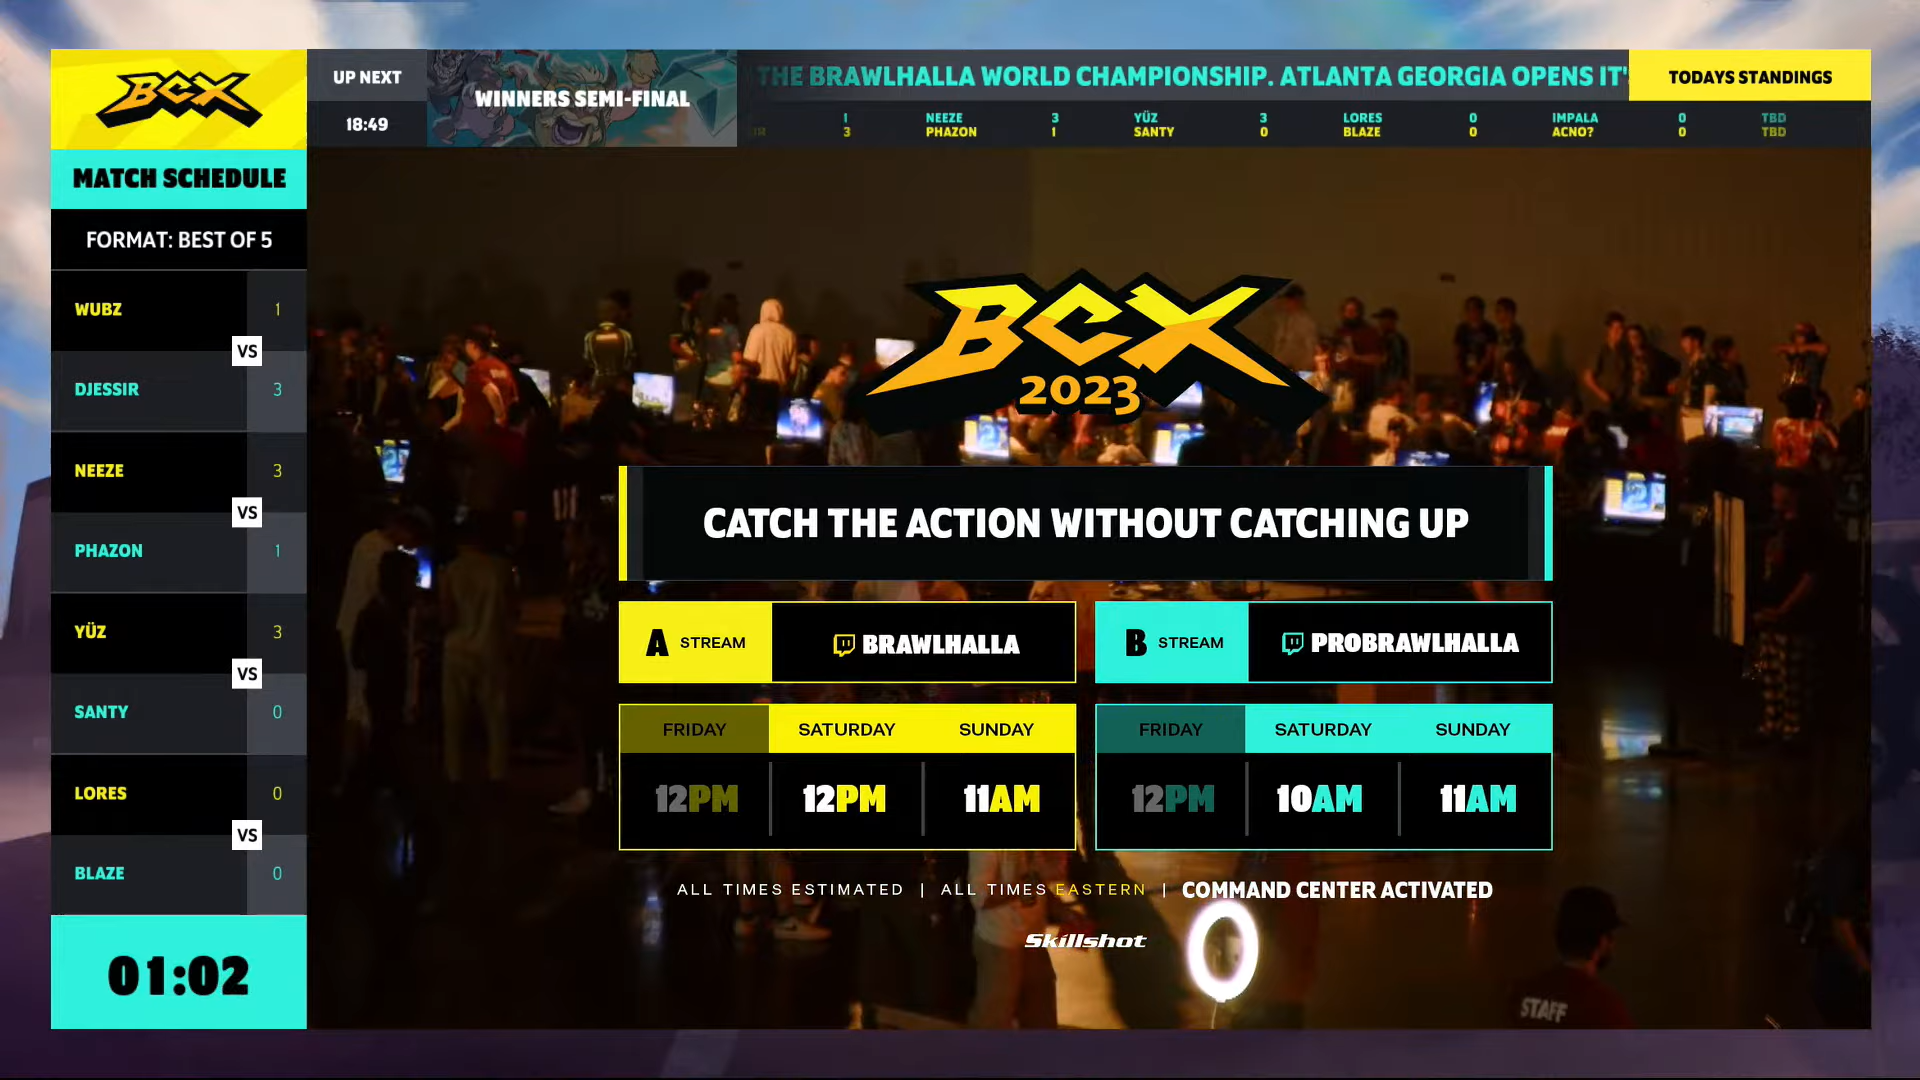 BCX
UP NEXT
18:49
WINNERS SEMI-FINAL
THE BRAWLHALLA WORLD CHAMPIONSHIP. ATLANTA GEORGIA OPENS IT'
TODAYS STANDINGS
1 NEEZE 3 YÜZ 3 LORES 0 IMPALA 0 TBD
3 PHAZON 1 SANTY 0 BLAZE 0 ACNO? 0 TBD
MATCH SCHEDULE
FORMAT: BEST OF 5
WUBZ 1
VS
DJESSIR 3
NEEZE 3
VS
PHAZON 1
YÜZ 3
VS
SANTY 0
LORES 0
VS
BLAZE 0
01:02
BCX
2023
CATCH THE ACTION WITHOUT CATCHING UP
A STREAM BRAWLHALLA
B STREAM PROBRAWLHALLA
FRIDAY SATURDAY SUNDAY
12PM 12PM 11AM
FRIDAY SATURDAY SUNDAY
12PM 10AM 11AM
ALL TIMES ESTIMATED | ALL TIMES EASTERN | COMMAND CENTER ACTIVATED
Skillshot
STAFF